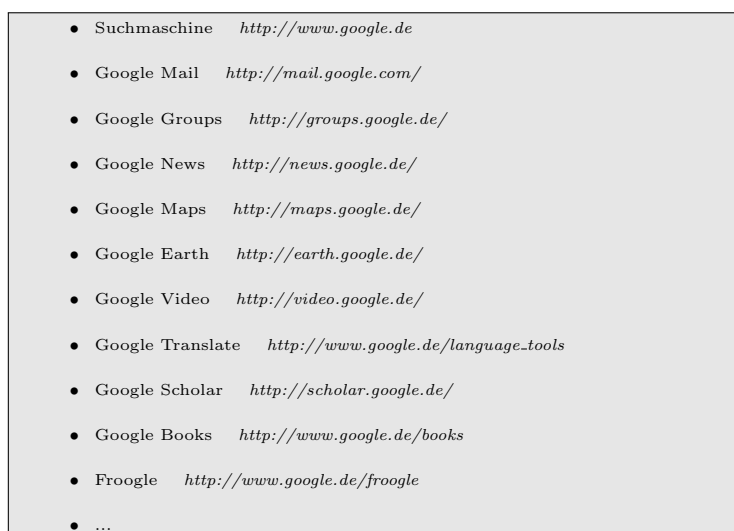 • Suchmaschine http://www.google.de
• Google Mail http://mail.google.com/
• Google Groups http://groups.google.de/
• Google News http://news.google.de/
• Google Maps http://maps.google.de/
• Google Earth http://earth.google.de/
• Google Video http://video.google.de/
• Google Translate http://www.google.de/language_tools
• Google Scholar http://scholar.google.de/
• Google Books http://www.google.de/books
• Froogle http://www.google.de/froogle
• ...